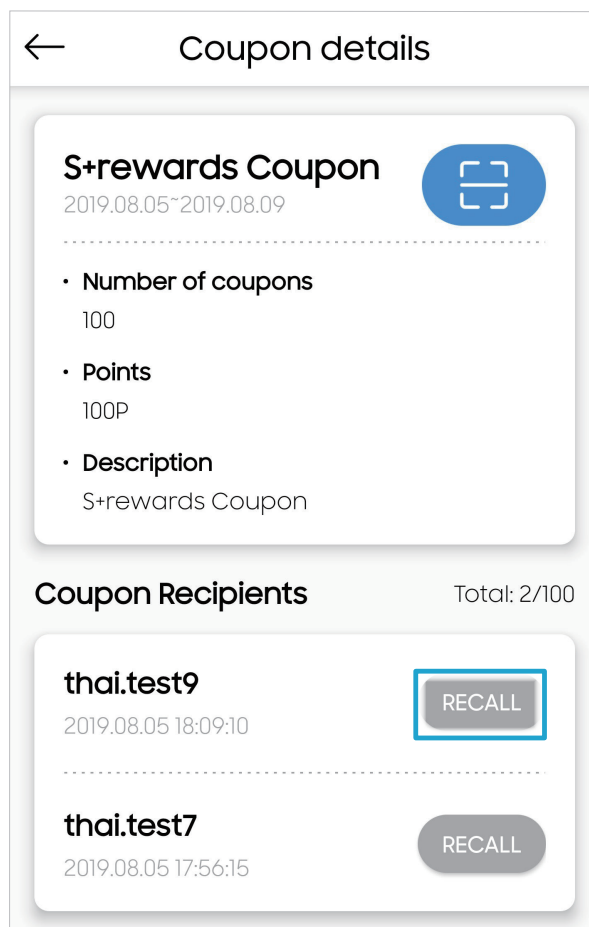 Coupon details
S+rewards Coupon
2019.08.05~2019.08.09
• Number of coupons
100
• Points
100P
• Description
S+rewards Coupon
Coupon Recipients Total: 2/100
thai.test9
2019.08.05 18:09:10
RECALL
thai.test7
2019.08.05 17:56:15
RECALL